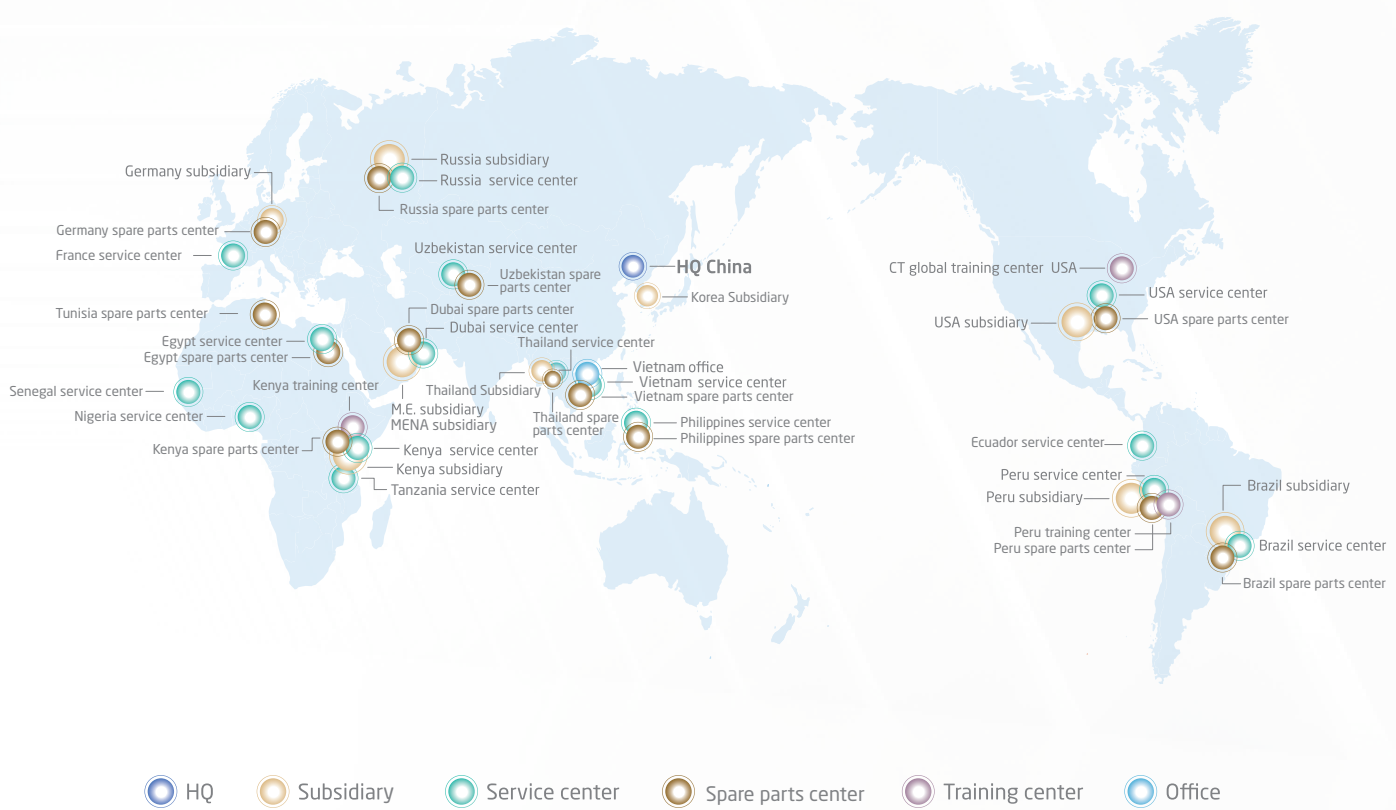 Russia subsidiary
Germany subsidiary
Russia  service center
Russia spare parts center
Germany spare parts center
Uzbekistan service center
France service center
HQ China
CT global training center  USA
Uzbekistan spare
parts center
USA service center
Korea Subsidiary
Dubai spare parts center
Tunisia spare parts center
USA spare parts center
USA subsidiary
Dubai service center
Egypt service center
Thailand service center
Egypt spare parts center
Vietnam office
Kenya training center
Vietnam  service center
Senegal service center
Thailand Subsidiary
Vietnam spare parts center
M.E. subsidiary
MENA subsidiary
Nigeria service center
Thailand spare
parts center
Philippines service center
Philippines spare parts center
Ecuador service center
Kenya spare parts center
Kenya  service center
Kenya subsidiary
Peru service center
Tanzania service center
Brazil subsidiary
Peru subsidiary
Peru training center
Brazil service center
Peru spare parts center
Brazil spare parts center
HQ
Subsidiary
Service center
Spare parts center
Training center
Office